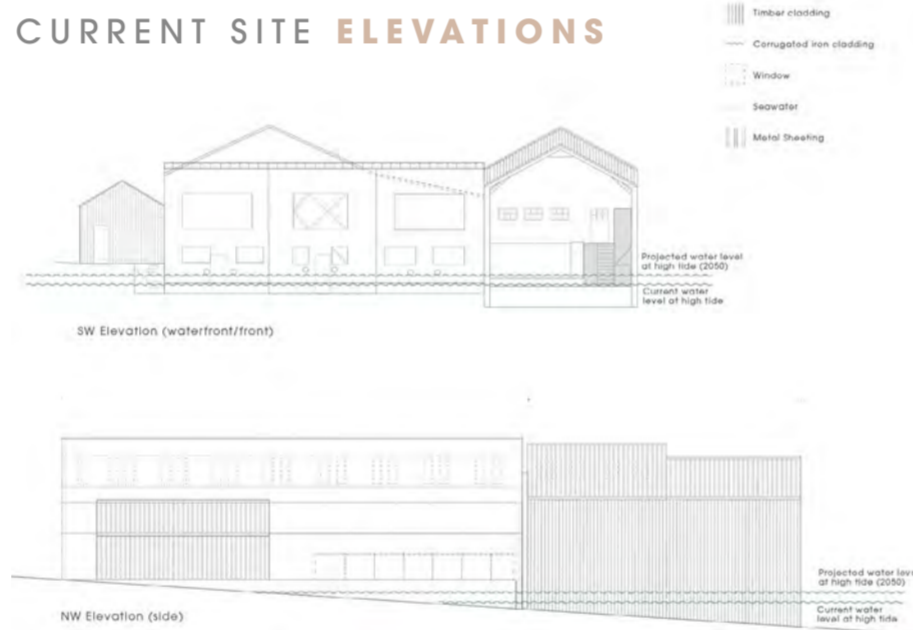 CURRENT SITE ELEVATIONS
Timber cladding
Corrugated iron cladding
Window
Seawater
Metal Sheeting
Projected water level
at high tide (2050)
Current water
level at high tide
SW Elevation (waterfront/front)
Projected water level
at high tide (2050)
Current water
level at high tide
NW Elevation (side)